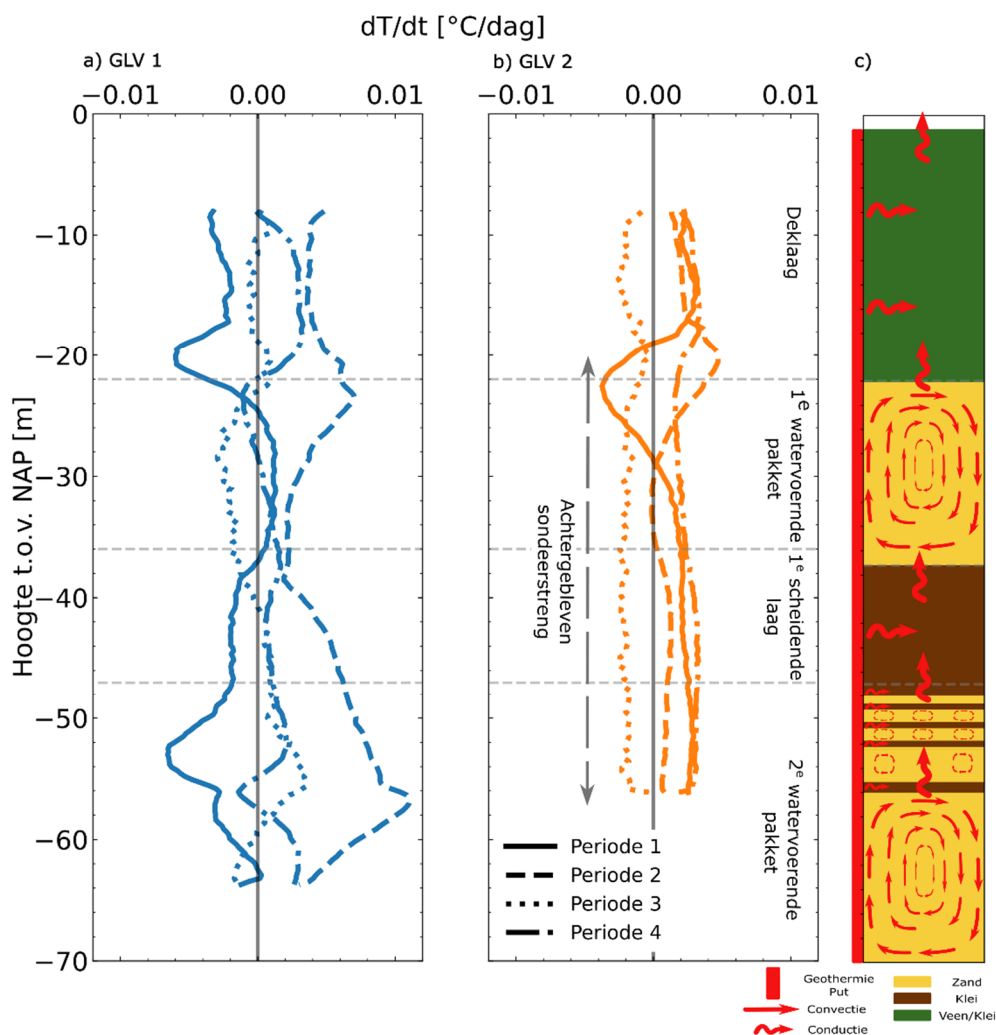 dT/dt [°C/dag]
a) GLV 1
b) GLV 2
c)
−0.01 0.00 0.01
−0.01 0.00 0.01
0
−10
−20
−30
−40
−50
−60
−70
Hoogte t.o.v. NAP [m]
Deklaag
1e watervoernde
pakket
1e scheidende
laag
2e watervoerende
pakket
Achtergebleven
sondeerstreng
Periode 1
Periode 2
Periode 3
Periode 4
Geothermie
Put
Convectie
Conductie
Zand
Klei
Veen/Klei